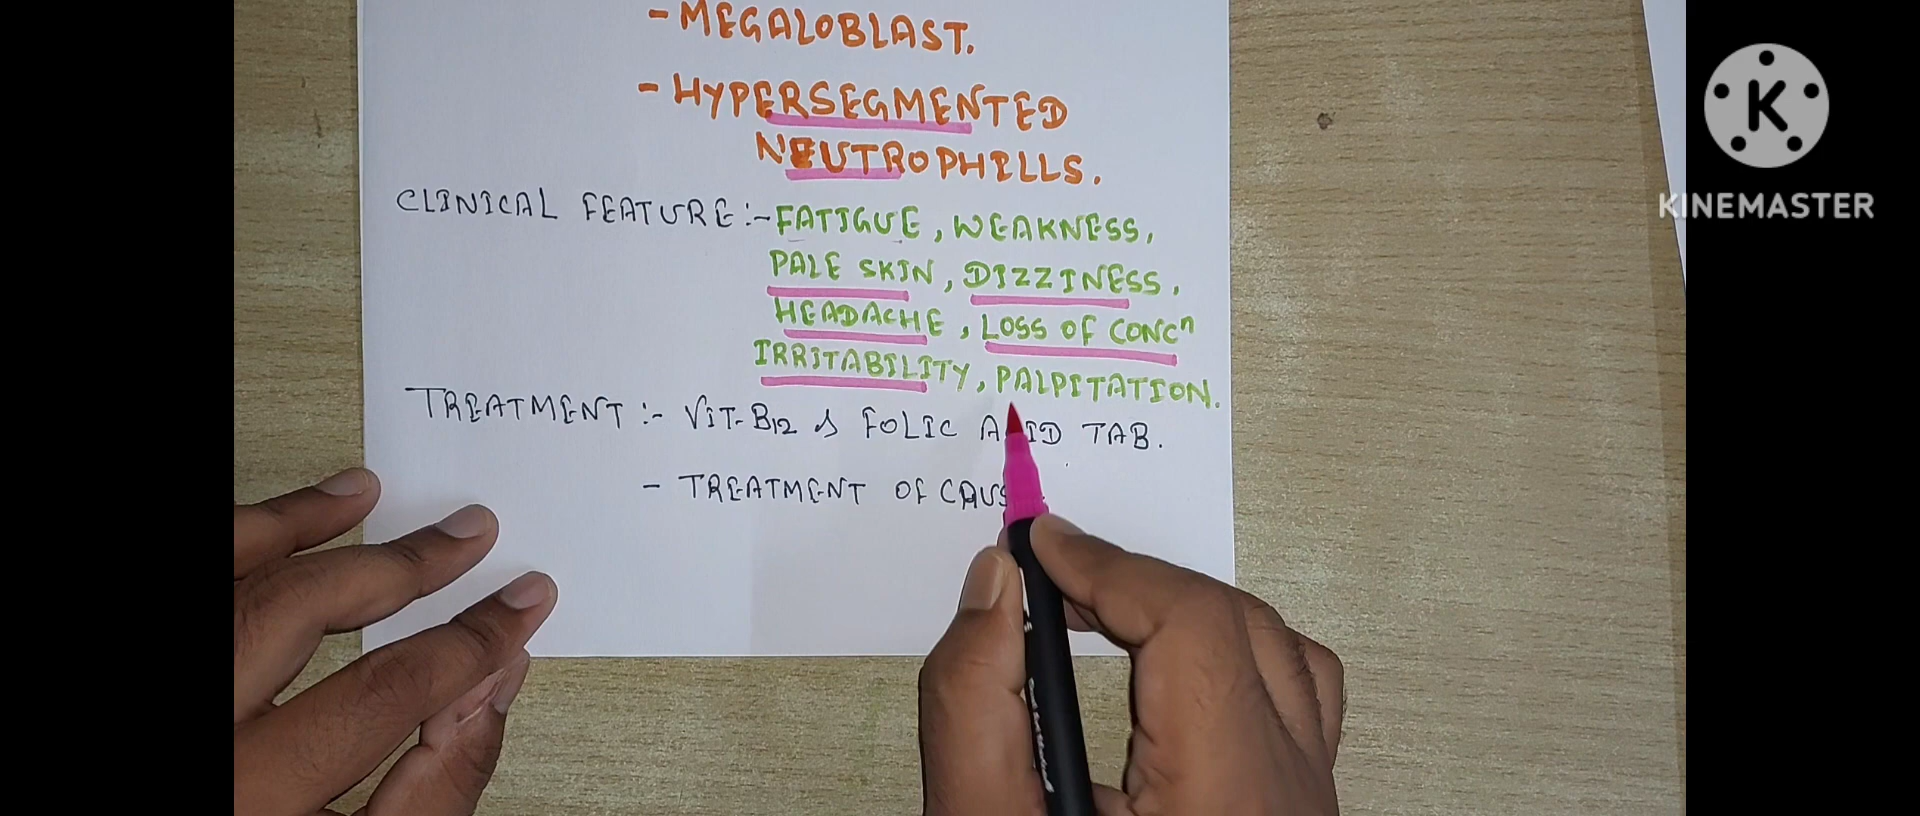 - MEGALOBLAST.
- HYPERSEGMENTED
NEUTROPHILLS.
CLINICAL FEATURE :- FATIGUE, WEAKNESS,
PALE SKIN, DIZZINESS,
HEADACHE, LOSS OF CONCⁿ
IRRITABILITY, PALPITATION.
TREATMENT :- VIT-B12 & FOLIC ACID TAB.
- TREATMENT OF
K
KINEMASTER